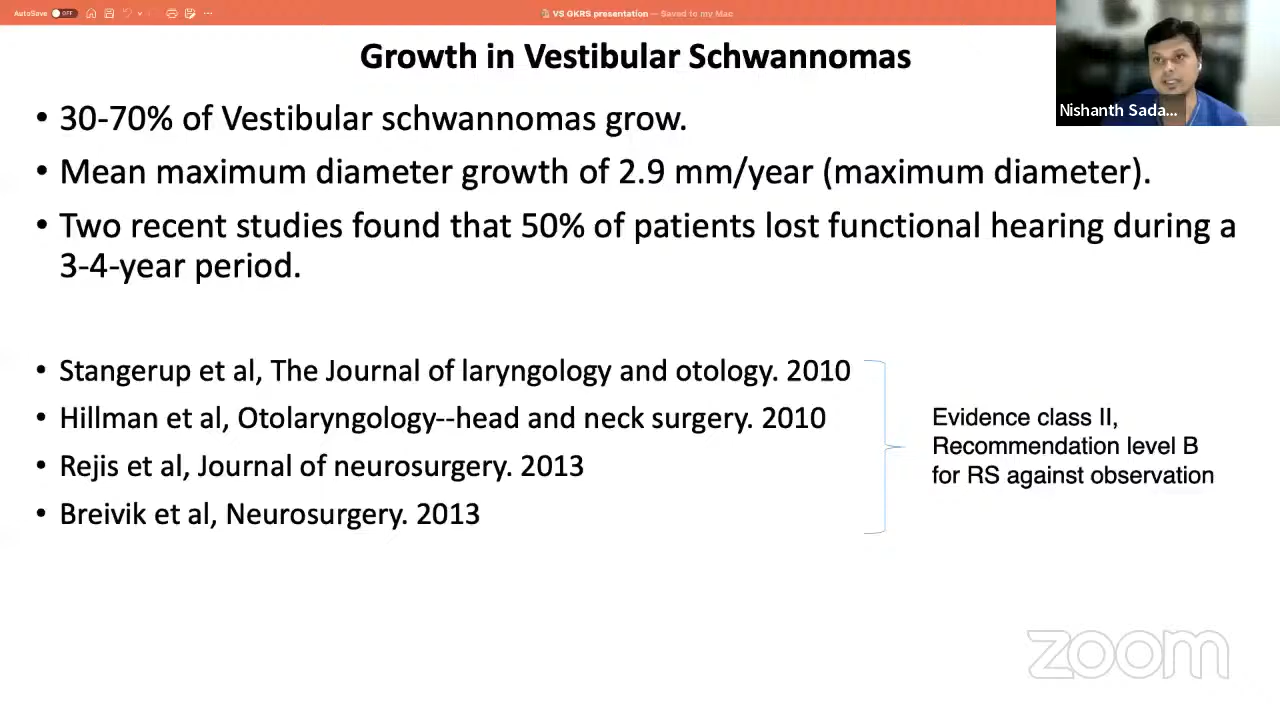 AutoSave OFF
VS GKRS presentation — Saved to my Mac
Growth in Vestibular Schwannomas
Nishanth Sada...
• 30-70% of Vestibular schwannomas grow.
• Mean maximum diameter growth of 2.9 mm/year (maximum diameter).
• Two recent studies found that 50% of patients lost functional hearing during a
3-4-year period.
• Stangerup et al, The Journal of laryngology and otology. 2010
• Hillman et al, Otolaryngology--head and neck surgery. 2010
• Rejis et al, Journal of neurosurgery. 2013
• Breivik et al, Neurosurgery. 2013
Evidence class II,
Recommendation level B
for RS against observation
zoom